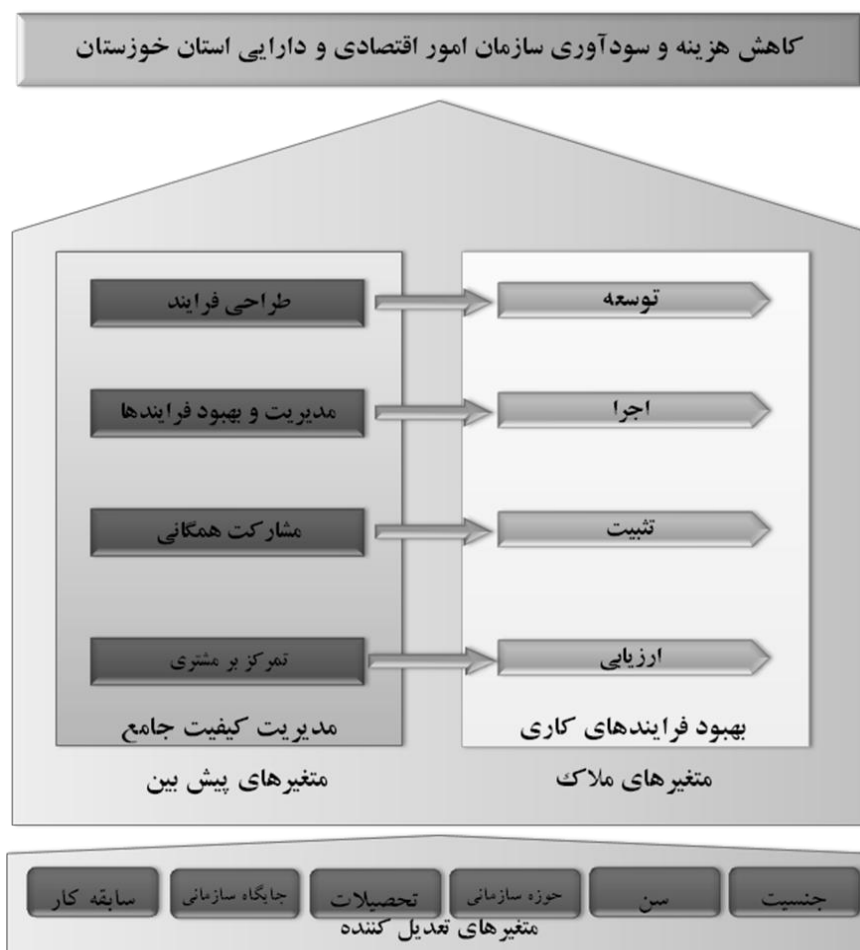 کاهش هزینه و سودآوری سازمان امور اقتصادی و دارایی استان خوزستان
توسعه
طراحی فرایند
اجرا
مدیریت و بهبود فرایندها
تثبیت
مشارکت همگانی
ارزیابی
تمرکز بر مشتری
بهبود فرایندهای کاری
مدیریت کیفیت جامع
متغیرهای ملاک
متغیرهای پیش بین
جنسیت
سن
حوزه سازمانی
تحصیلات
جایگاه سازمانی
سابقه کار
متغیرهای تعدیل کننده